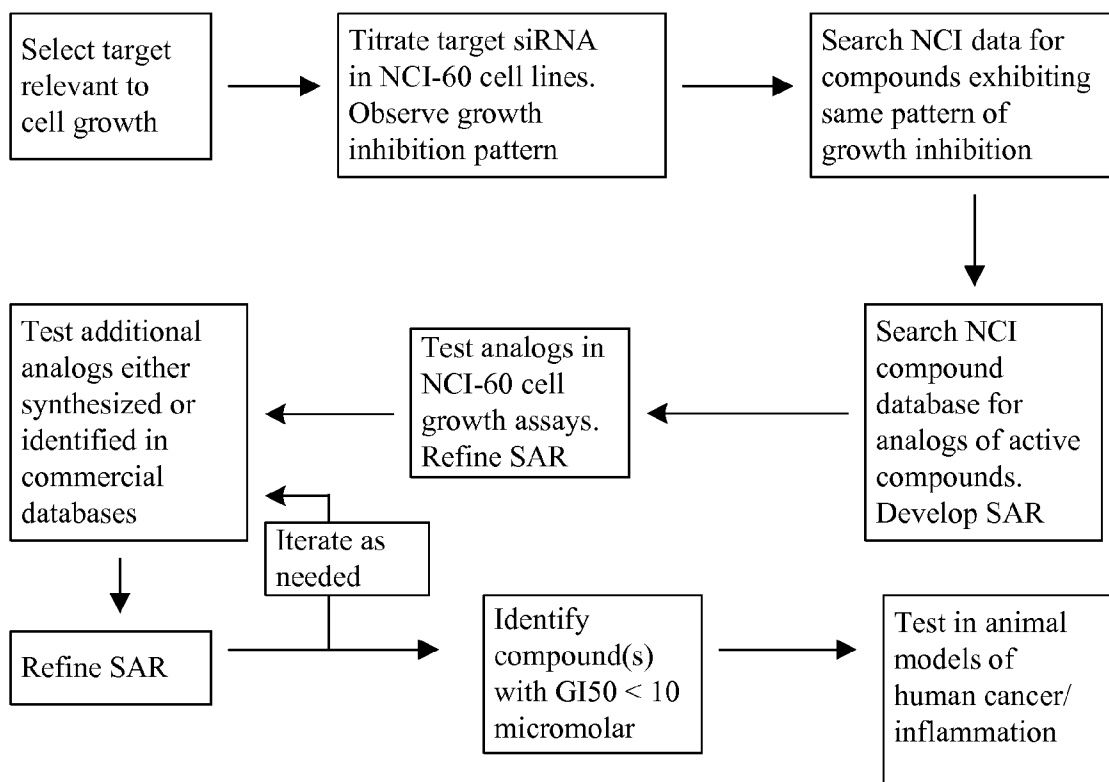 Select target
relevant to
cell growth
Titrate target siRNA
in NCI-60 cell lines.
Observe growth
inhibition pattern
Search NCI data for
compounds exhibiting
same pattern of
growth inhibition
Search NCI
compound
database for
analogs of active
compounds.
Develop SAR
Test analogs in
NCI-60 cell
growth assays.
Refine SAR
Test additional
analogs either
synthesized or
identified in
commercial
databases
Refine SAR
Iterate as
needed
Identify
compound(s)
with GI50 < 10
micromolar
Test in animal
models of
human cancer/
inflammation